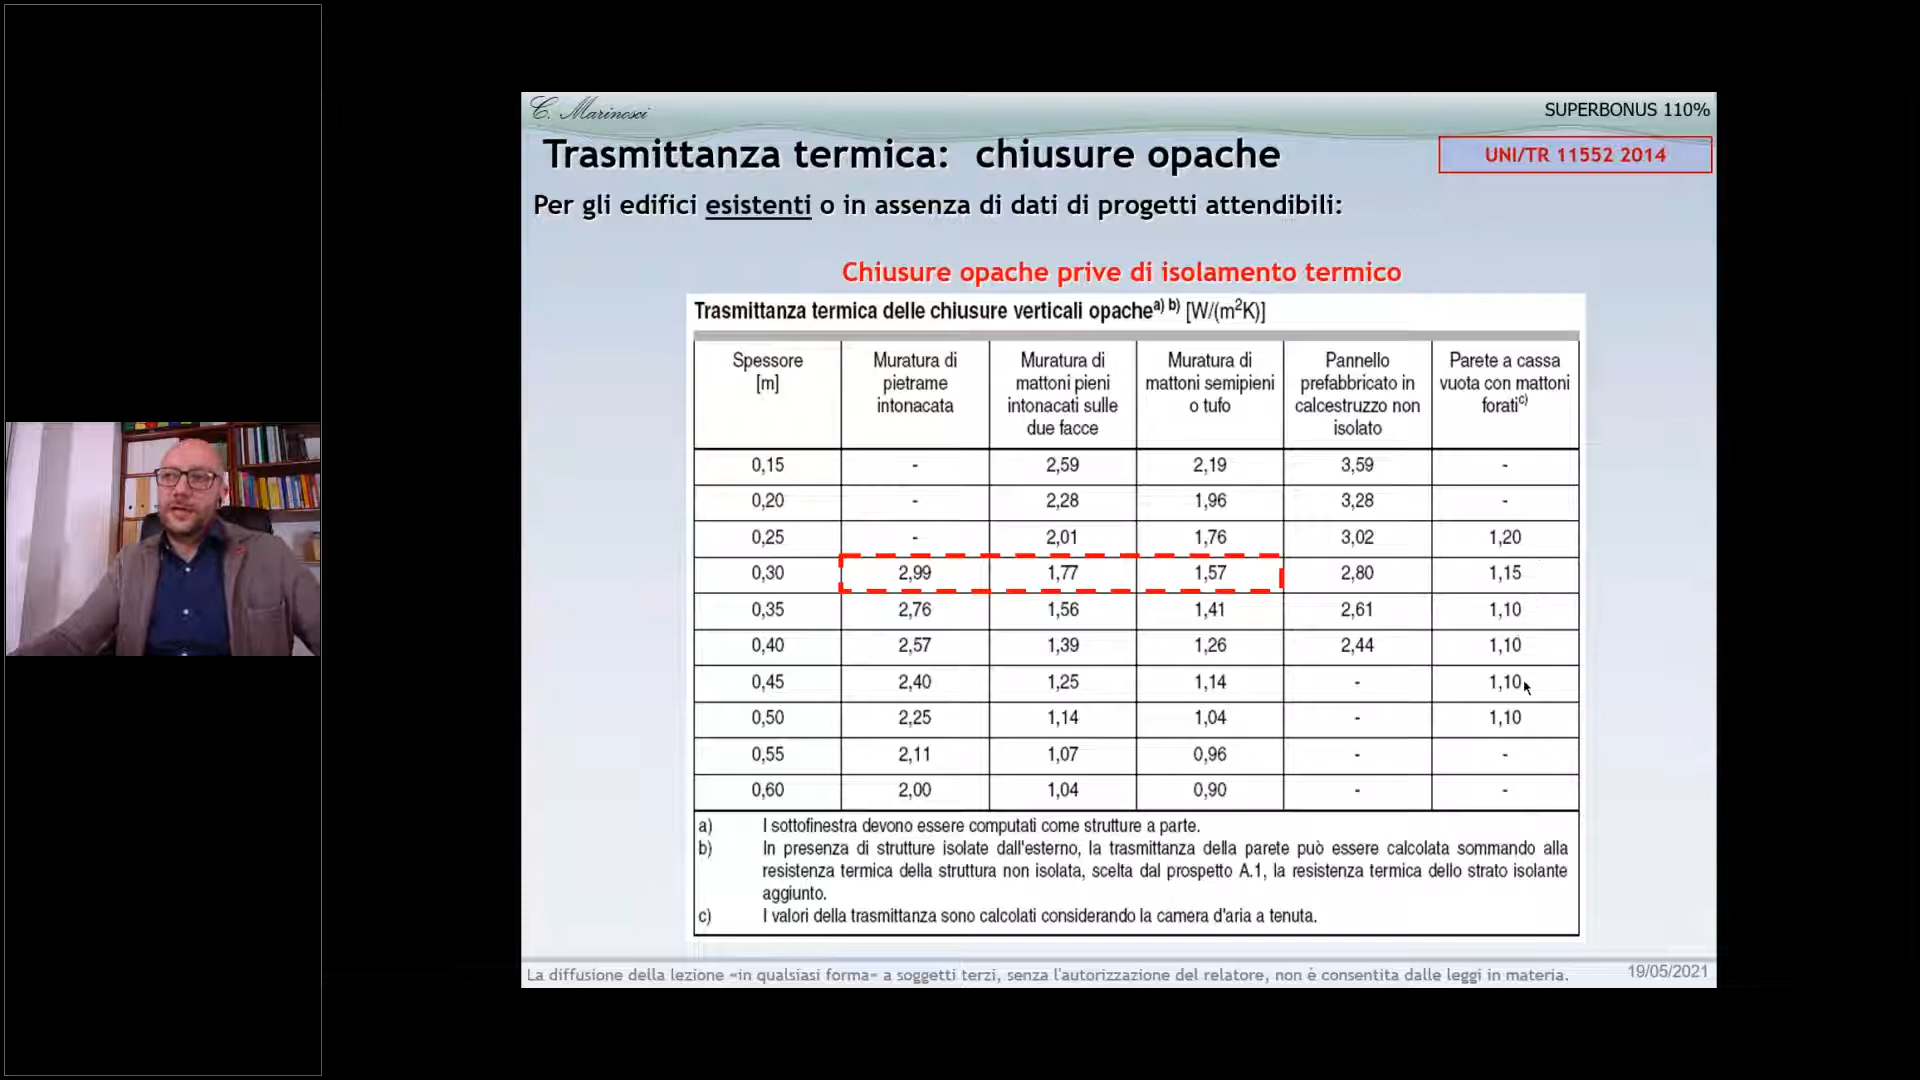 C. Marinosci
SUPERBONUS 110%
Trasmittanza termica: chiusure opache
UNI/TR 11552 2014
Per gli edifici esistenti o in assenza di dati di progetti attendibili:
Chiusure opache prive di isolamento termico
Trasmittanza termica delle chiusure verticali opache a) b) [W/(m²K)]
Spessore [m] Muratura di pietrame intonacata Muratura di mattoni pieni intonacati sulle due facce Muratura di mattoni semipieni o tufo Pannello prefabbricato in calcestruzzo non isolato Parete a cassa vuota con mattoni forati c)
0,15 - 2,59 2,19 3,59 -
0,20 - 2,28 1,96 3,28 -
0,25 - 2,01 1,76 3,02 1,20
0,30 2,99 1,77 1,57 2,80 1,15
0,35 2,76 1,56 1,41 2,61 1,10
0,40 2,57 1,39 1,26 2,44 1,10
0,45 2,40 1,25 1,14 - 1,10
0,50 2,25 1,14 1,04 - 1,10
0,55 2,11 1,07 0,96 - -
0,60 2,00 1,04 0,90 - -
a) I sottofinestra devono essere computati come strutture a parte.
b) In presenza di strutture isolate dall'esterno, la trasmittanza della parete può essere calcolata sommando alla
resistenza termica della struttura non isolata, scelta dal prospetto A.1, la resistenza termica dello strato isolante
aggiunto.
c) I valori della trasmittanza sono calcolati considerando la camera d'aria a tenuta.
La diffusione della lezione «in qualsiasi forma» a soggetti terzi, senza l'autorizzazione del relatore, non è consentita dalle leggi in materia.
19/05/2021